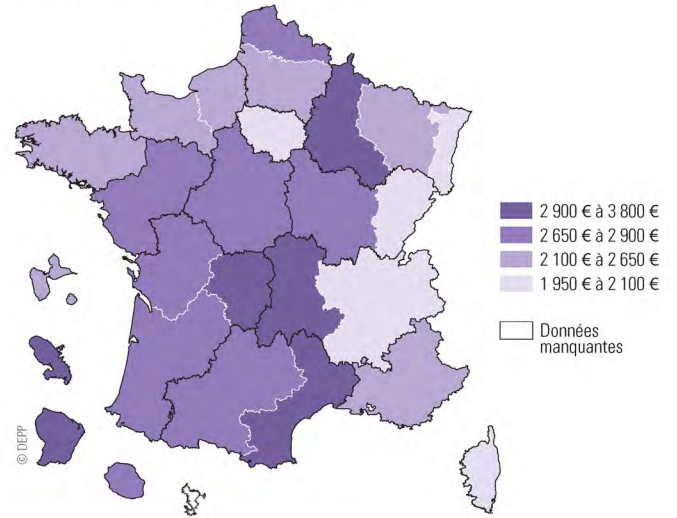 2 900 € à 3 800 €
2 650 € à 2 900 €
2 100 € à 2 650 €
1 950 € à 2 100 €
Données
manquantes
© DEPP